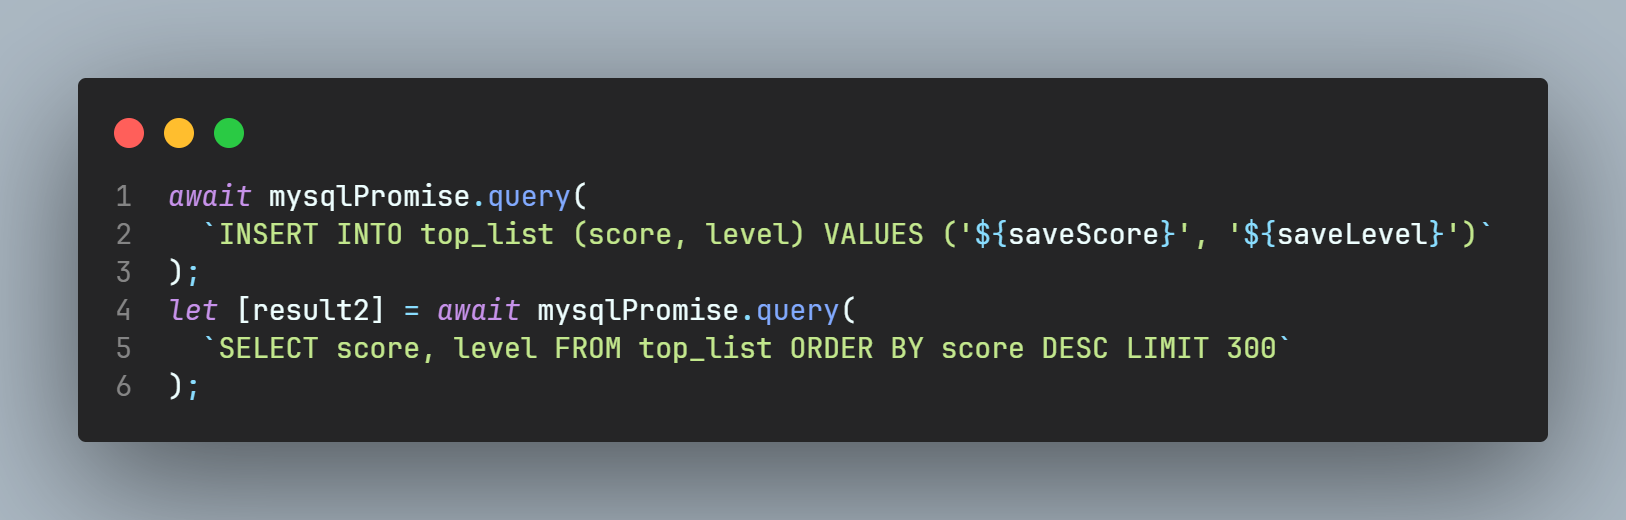 1 await mysqlPromise.query(
2   `INSERT INTO top_list (score, level) VALUES ('${saveScore}', '${saveLevel}')`
3 );
4 let [result2] = await mysqlPromise.query(
5   `SELECT score, level FROM top_list ORDER BY score DESC LIMIT 300`
6 );